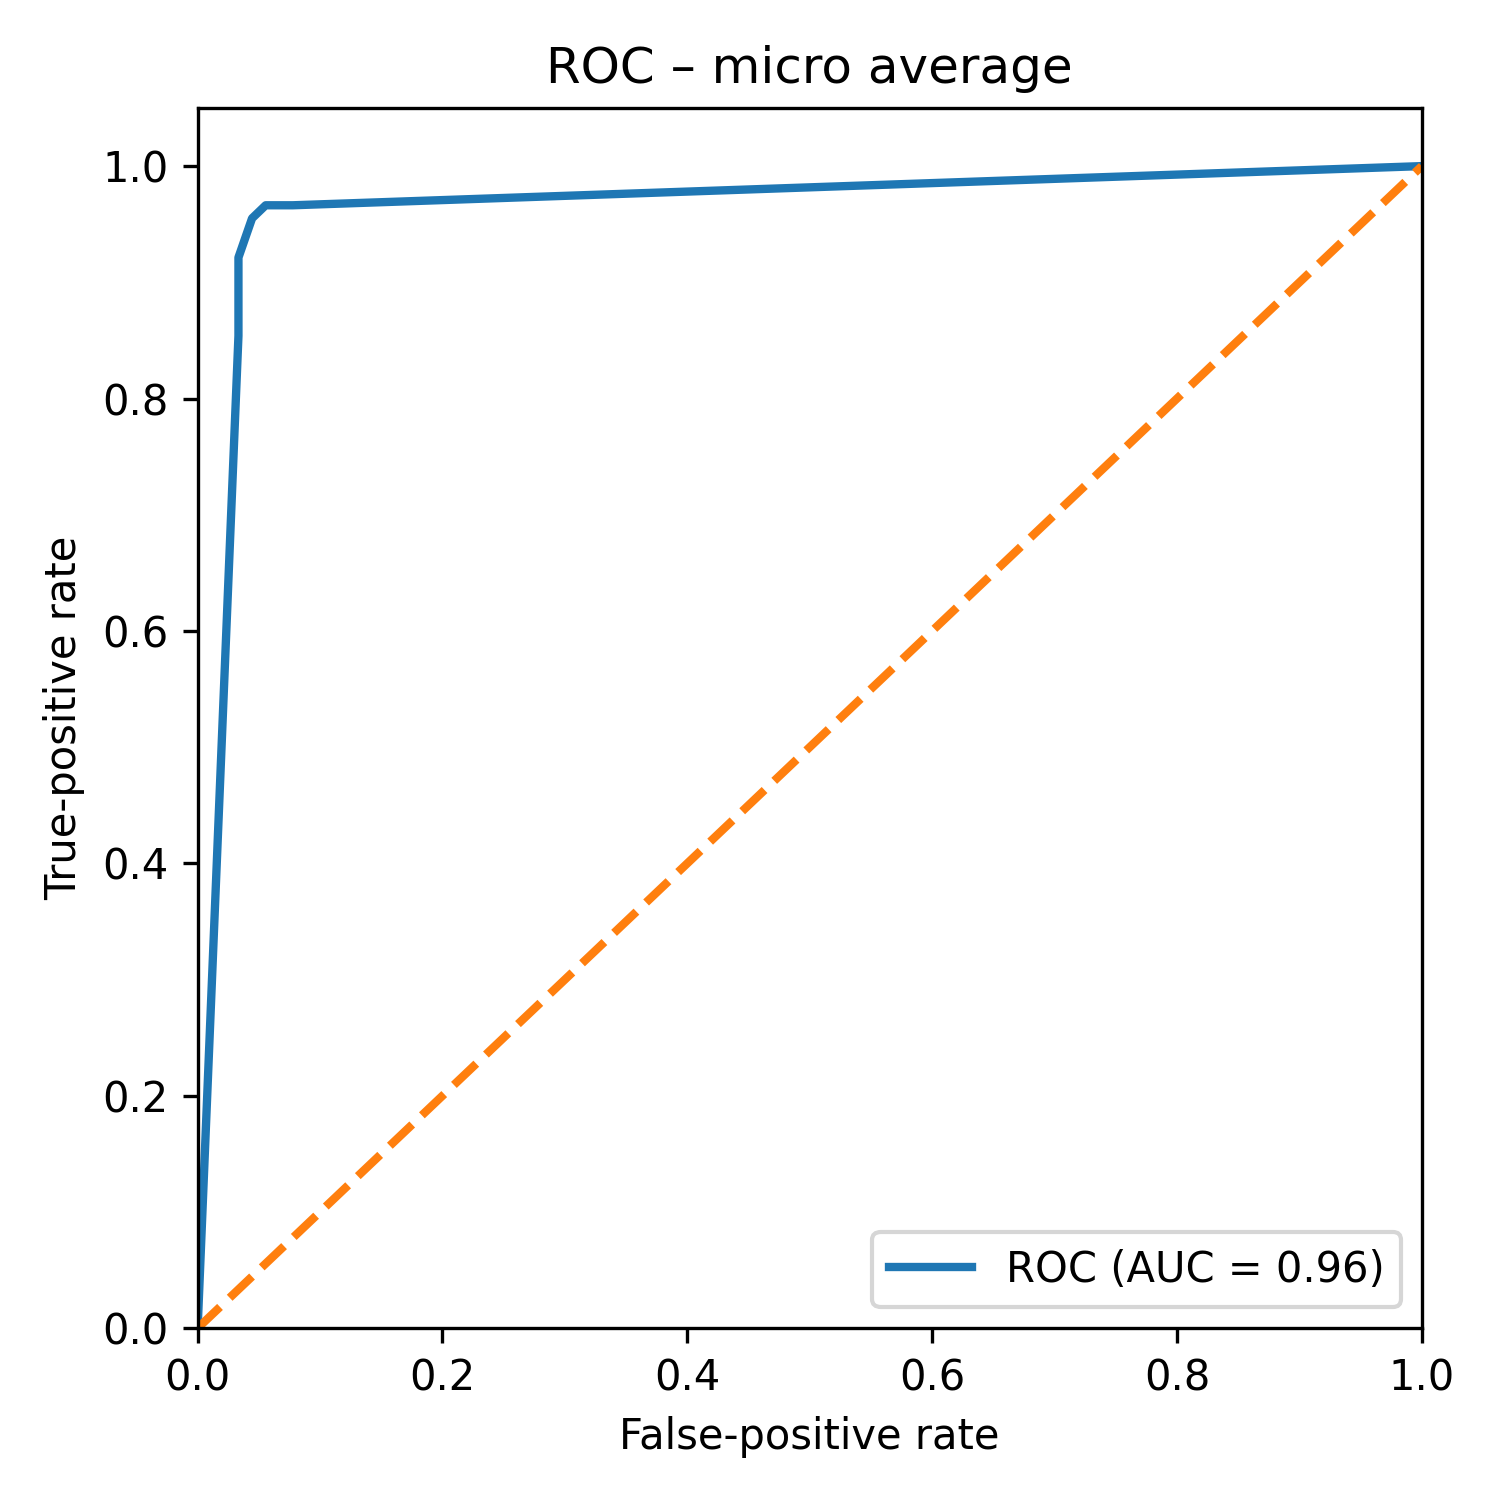 ROC – micro average
1.0
0.8
0.6
0.4
0.2
0.0
True-positive rate
ROC (AUC = 0.96)
0.0 0.2 0.4 0.6 0.8 1.0
False-positive rate